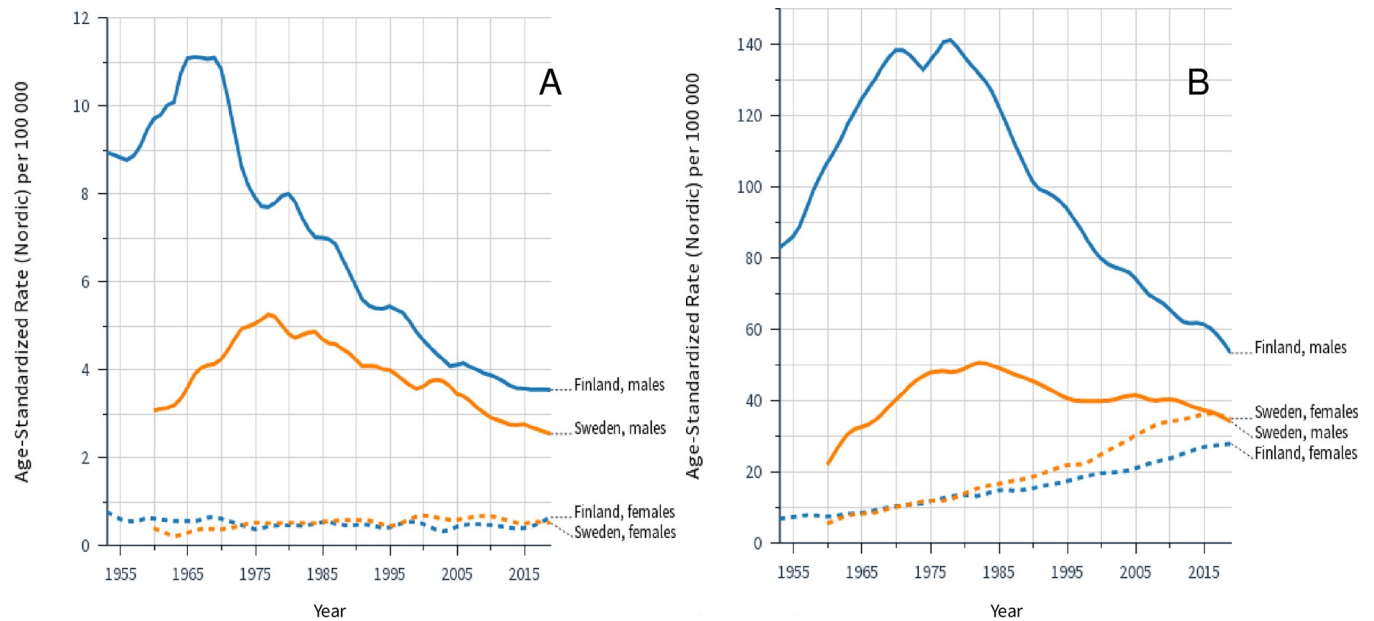 Age-Standardized Rate (Nordic) per 100 000
12
10
8
6
4
2
0
A
Finland, males
Sweden, males
Finland, females
Sweden, females
1955 1965 1975 1985 1995 2005 2015
Year
Age-Standardized Rate (Nordic) per 100 000
140
120
100
80
60
40
20
0
B
Finland, males
Sweden, females
Sweden, males
Finland, females
1955 1965 1975 1985 1995 2005 2015
Year